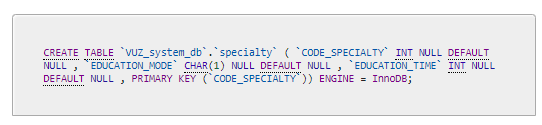 CREATE TABLE `VUZ_system_db`.`specialty` ( `CODE_SPECIALTY` INT NULL DEFAULT
NULL , `EDUCATION_MODE` CHAR(1) NULL DEFAULT NULL , `EDUCATION_TIME` INT NULL
DEFAULT NULL , PRIMARY KEY (`CODE_SPECIALTY`)) ENGINE = InnoDB;